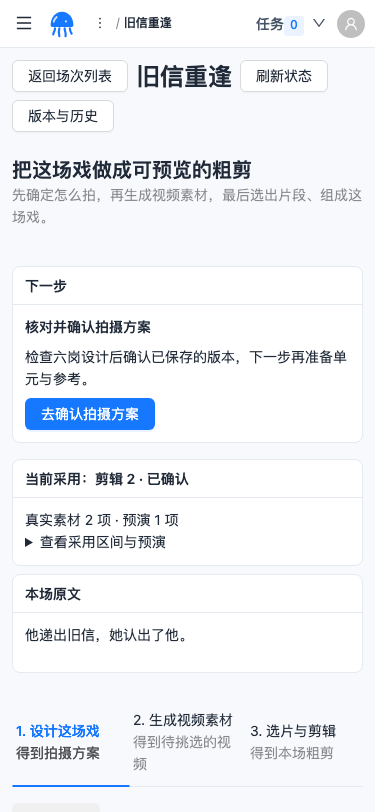 / 旧信重逢
任务 0
返回场次列表
旧信重逢
刷新状态
版本与历史
把这场戏做成可预览的粗剪
先确定怎么拍，再生成视频素材，最后选出片段、组成这
场戏。
下一步
核对并确认拍摄方案
检查六岗设计后确认已保存的版本，下一步再准备单
元与参考。
去确认拍摄方案
当前采用：剪辑 2 · 已确认
真实素材 2 项 · 预演 1 项
查看采用区间与预演
本场原文
他递出旧信，她认出了他。
1. 设计这场戏
得到拍摄方案
2. 生成视频素材
得到待挑选的视
频
3. 选片与剪辑
得到本场粗剪